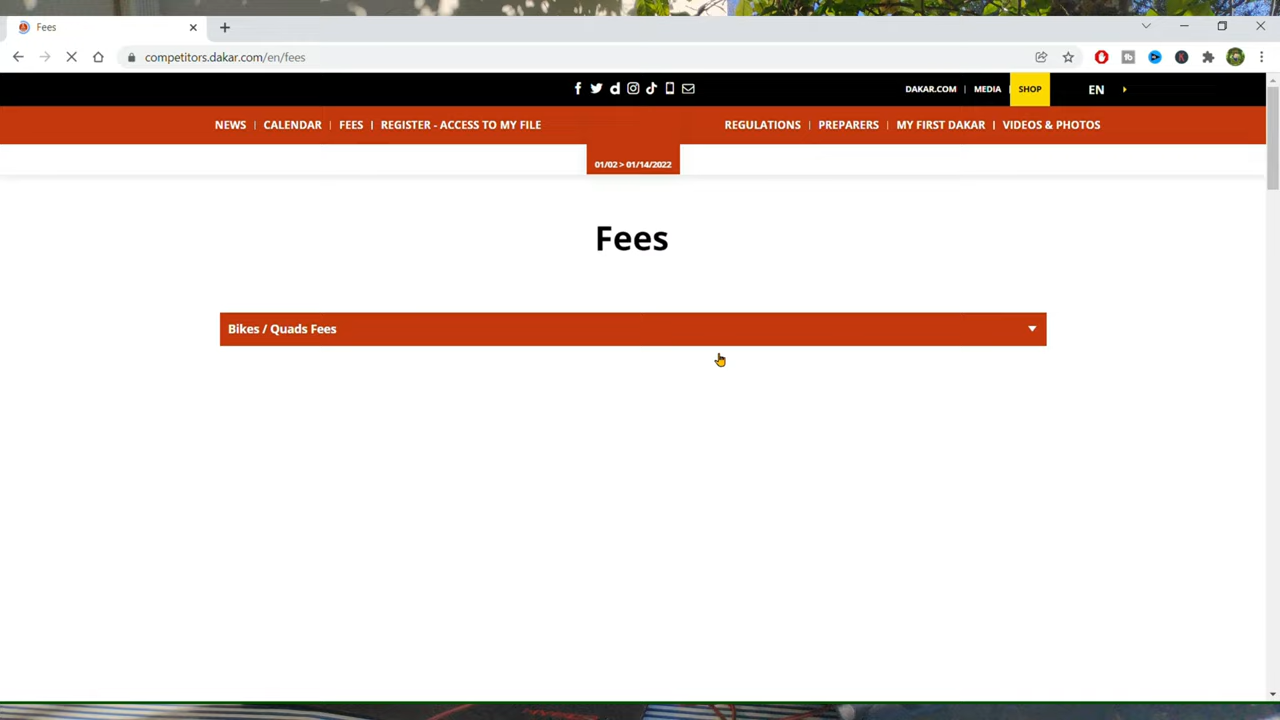 Fees
competitors.dakar.com/en/fees
DAKAR.COM | MEDIA SHOP EN
NEWS | CALENDAR | FEES | REGISTER - ACCESS TO MY FILE REGULATIONS | PREPARERS | MY FIRST DAKAR | VIDEOS & PHOTOS
01/02 > 01/14/2022
Fees
Bikes / Quads Fees